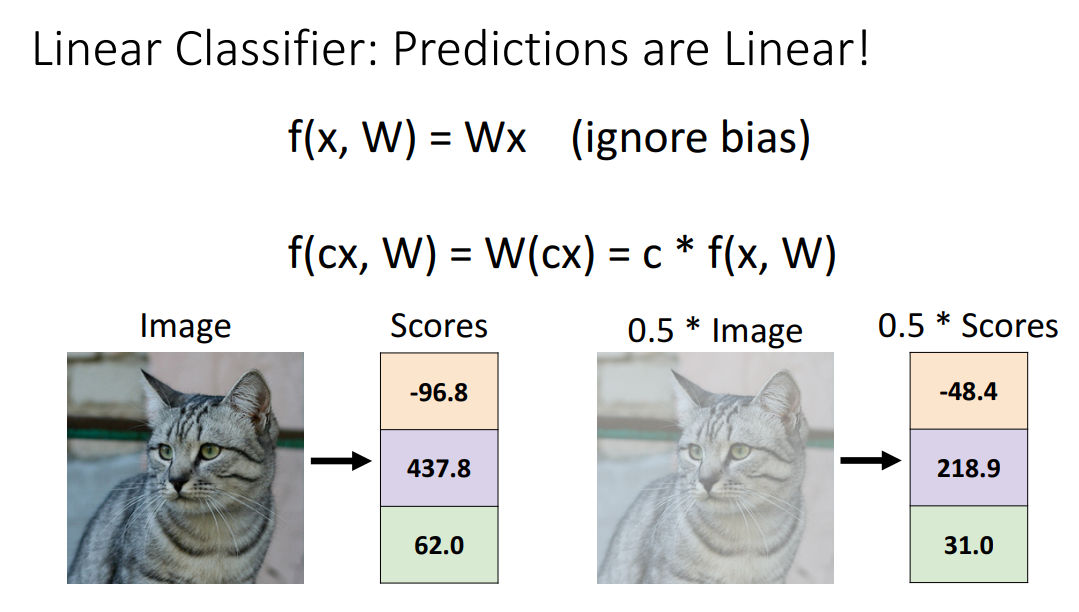 Linear Classifier: Predictions are Linear!
f(x, W) = Wx (ignore bias)
f(cx, W) = W(cx) = c * f(x, W)
Image
Scores
-96.8
437.8
62.0
0.5 * Image
0.5 * Scores
-48.4
218.9
31.0